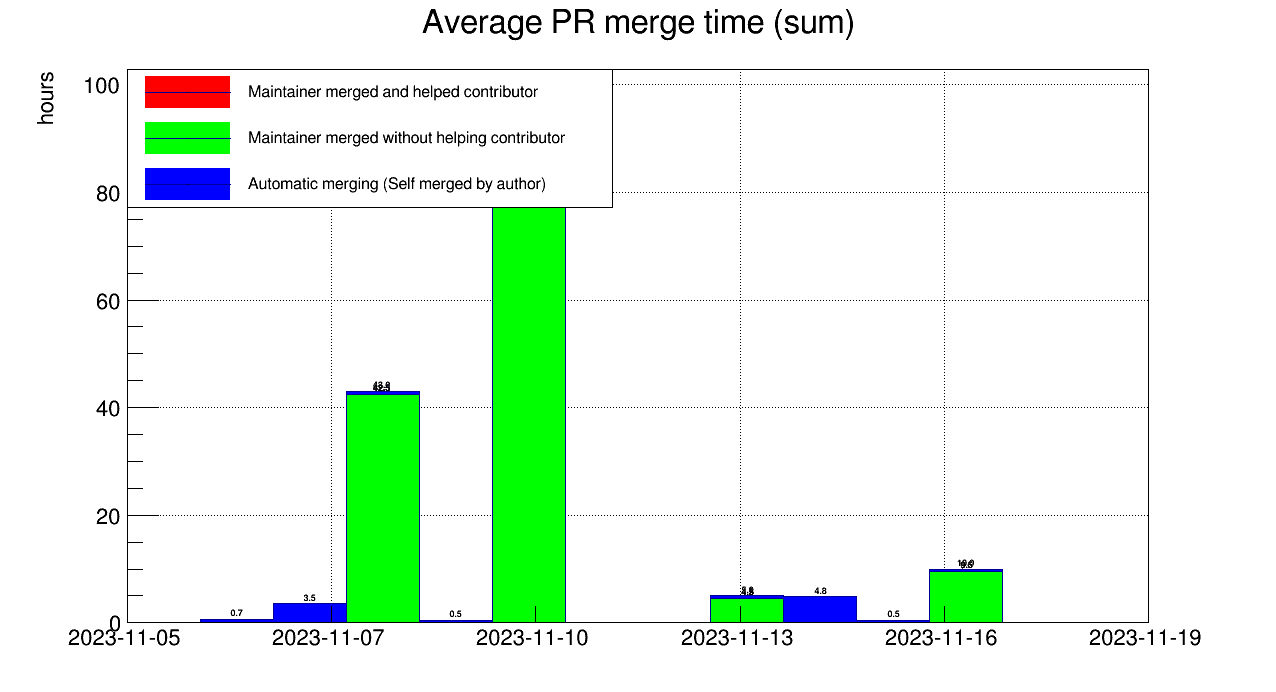 Average PR merge time (sum)
hours
Maintainer merged and helped contributor
Maintainer merged without helping contributor
Automatic merging (Self merged by author)
100
80
60
40
20
0
0.7
3.5
0.5
4.8
0.5
2023-11-05 2023-11-07 2023-11-10 2023-11-13 2023-11-16 2023-11-19